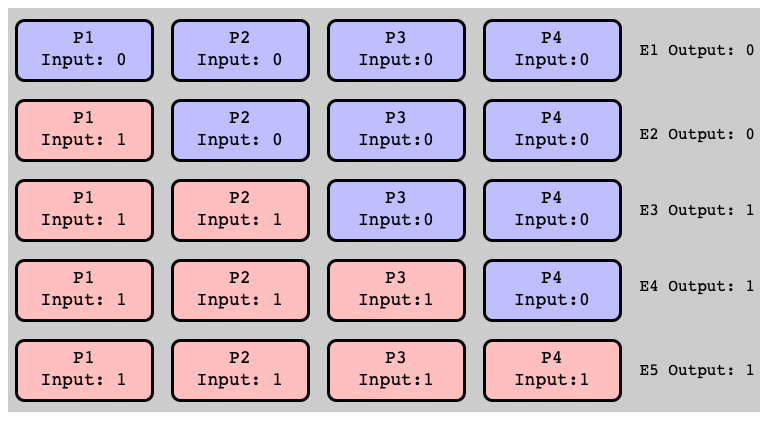 P1
Input: 0
P2
Input: 0
P3
Input:0
P4
Input:0
E1 Output: 0
P1
Input: 1
P2
Input: 0
P3
Input:0
P4
Input:0
E2 Output: 0
P1
Input: 1
P2
Input: 1
P3
Input:0
P4
Input:0
E3 Output: 1
P1
Input: 1
P2
Input: 1
P3
Input:1
P4
Input:0
E4 Output: 1
P1
Input: 1
P2
Input: 1
P3
Input:1
P4
Input:1
E5 Output: 1